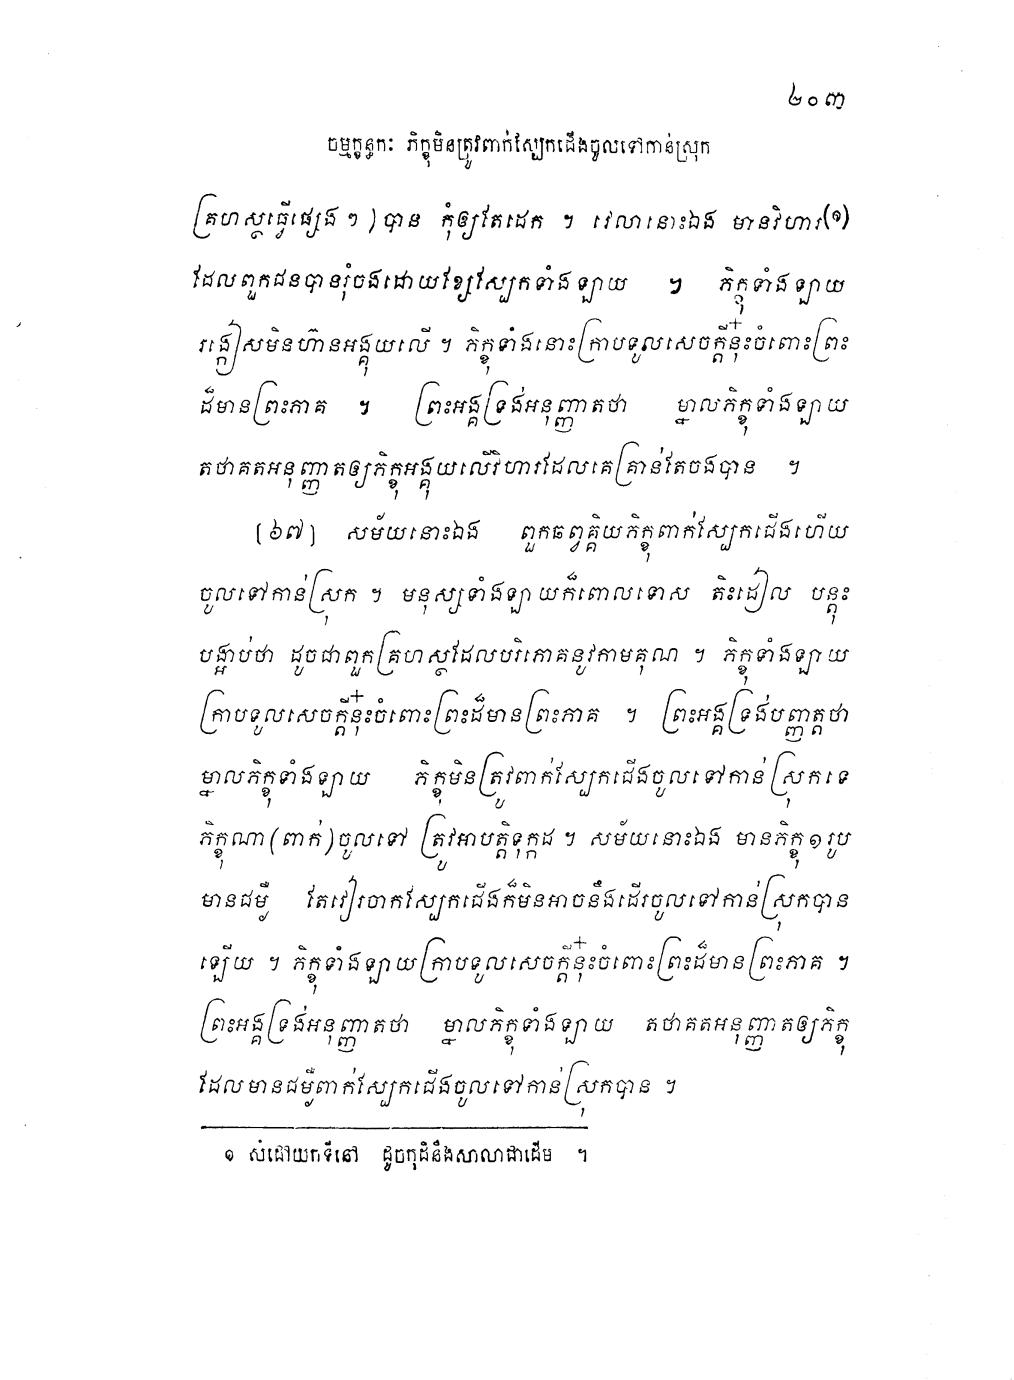 ២០៣
ចម្មក្ខន្ធកៈ ភិក្ខុមិនត្រូវពាក់ស្បែកជើងចូលទៅកាន់ស្រុក
គ្រហស្ថធ្វើផ្សេង ៗ ) បាន កុំឲ្យតែដេក ។ វេលានោះឯង មានវិហារ(១)
ដែលពួកជនបានរុំចងដោយខ្សែស្បែកទាំងឡាយ ។ ភិក្ខុទាំងឡាយ
រង្កៀសមិនហ៊ានអង្គុយលើ ។ ភិក្ខុទាំងនោះក្រាបទូលសេចក្តីនុ៎ះចំពោះព្រះ
ដ៏មានព្រះភាគ ។ ព្រះអង្គទ្រង់អនុញ្ញាតថា ម្នាលភិក្ខុទាំងឡាយ
តថាគតអនុញ្ញាតឲ្យភិក្ខុអង្គុយលើវិហារដែលគេគ្រាន់តែចងបាន ។
[៦៧] សម័យនោះឯង ពួកឆព្វគ្គិយភិក្ខុពាក់ស្បែកជើងហើយ
ចូលទៅកាន់ស្រុក ។ មនុស្សទាំងឡាយក៏ពោលទោស តិះដៀល បន្តុះ
បង្អាប់ថា ដូចជាពួកគ្រហស្ថដែលបរិភោគនូវកាមគុណ ។ ភិក្ខុទាំងឡាយ
ក្រាបទូលសេចក្តីនុ៎ះចំពោះព្រះដ៏មានព្រះភាគ ។ ព្រះអង្គទ្រង់បញ្ញត្តថា
ម្នាលភិក្ខុទាំងឡាយ ភិក្ខុមិនត្រូវពាក់ស្បែកជើងចូលទៅកាន់ស្រុកទេ
ភិក្ខុណា (ពាក់) ចូលទៅ ត្រូវអាបត្តិទុក្កដ ។ សម័យនោះឯង មានភិក្ខុ១រូប
មានជម្ងឺ តែវៀរចាកស្បែកជើងក៏មិនអាចនឹងដើរចូលទៅកាន់ស្រុកបាន
ឡើយ ។ ភិក្ខុទាំងឡាយក្រាបទូលសេចក្តីនុ៎ះចំពោះព្រះដ៏មានព្រះភាគ ។
ព្រះអង្គទ្រង់អនុញ្ញាតថា ម្នាលភិក្ខុទាំងឡាយ តថាគតអនុញ្ញាតឲ្យភិក្ខុ
ដែលមានជម្ងឺពាក់ស្បែកជើងចូលទៅកាន់ស្រុកបាន ។
១ សំដៅយកទីនៅ ដូចកុដិនឹងសាលាជាដើម ។